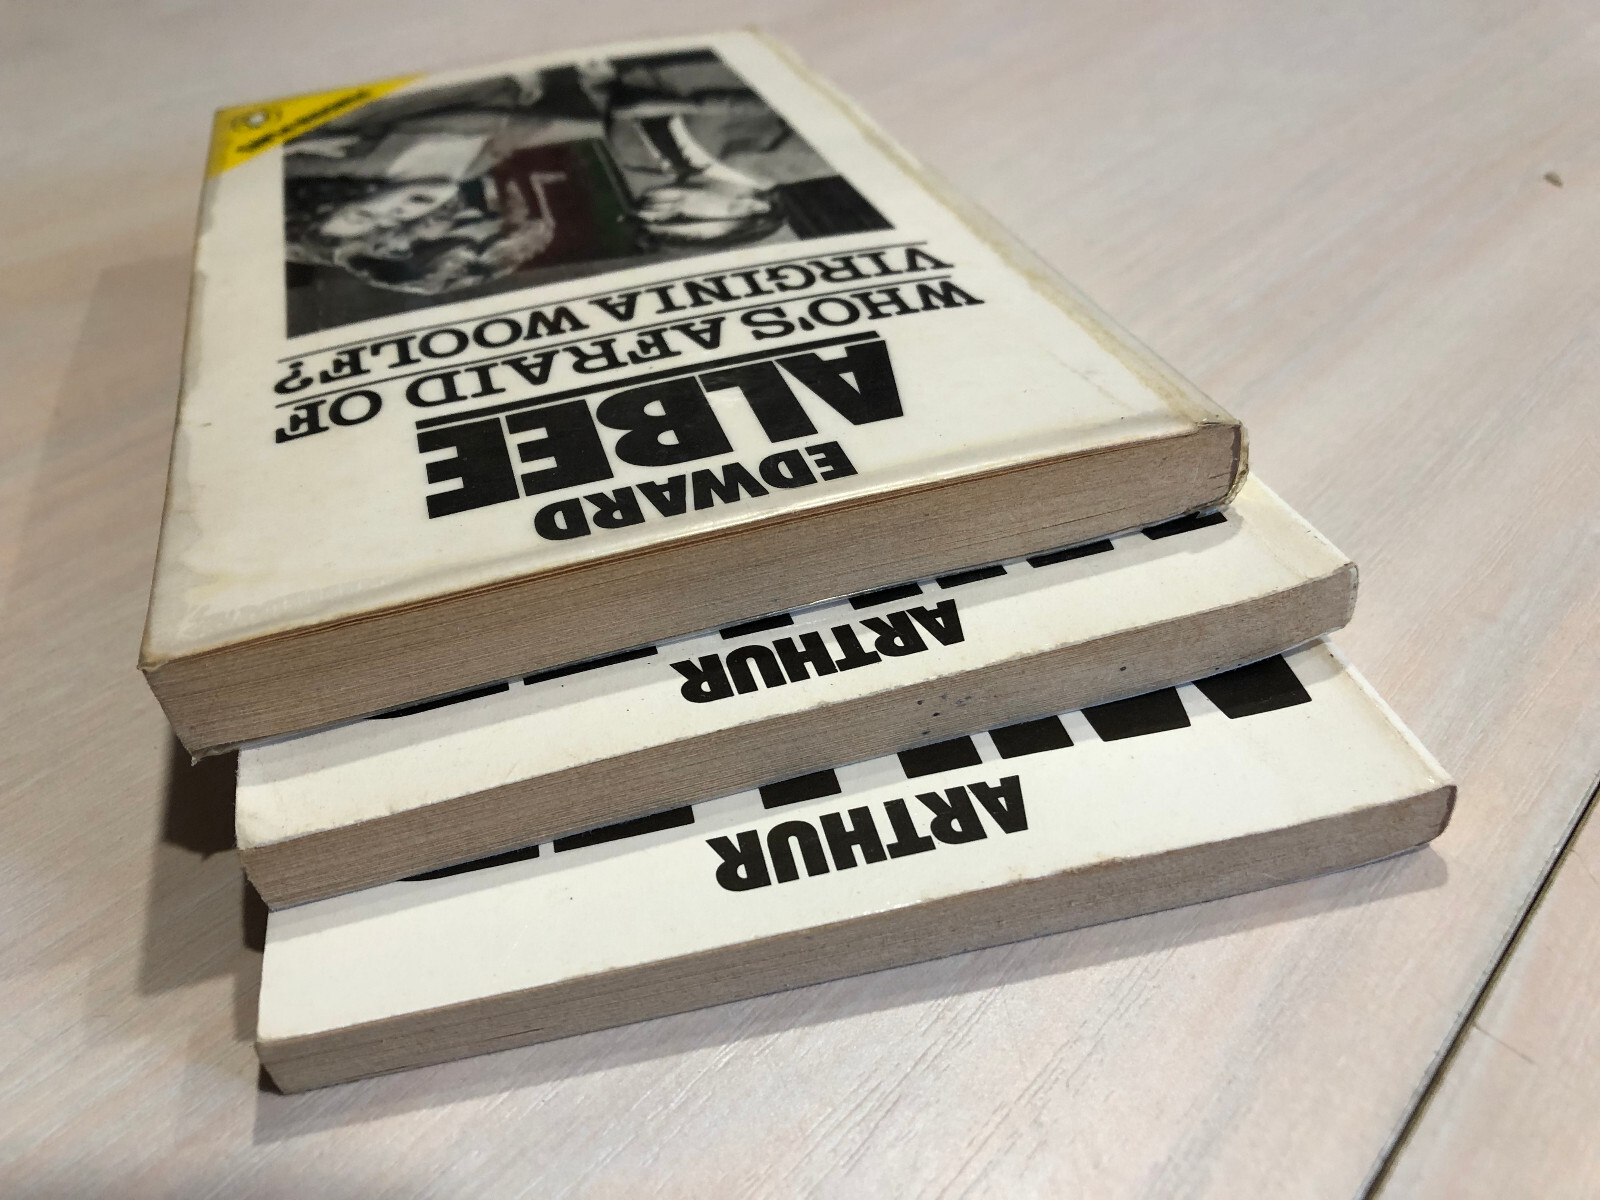 EDWARD
ALBEE
WHO'S AFRAID OF
VIRGINIA WOOLF?
ARTHUR
ARTHUR